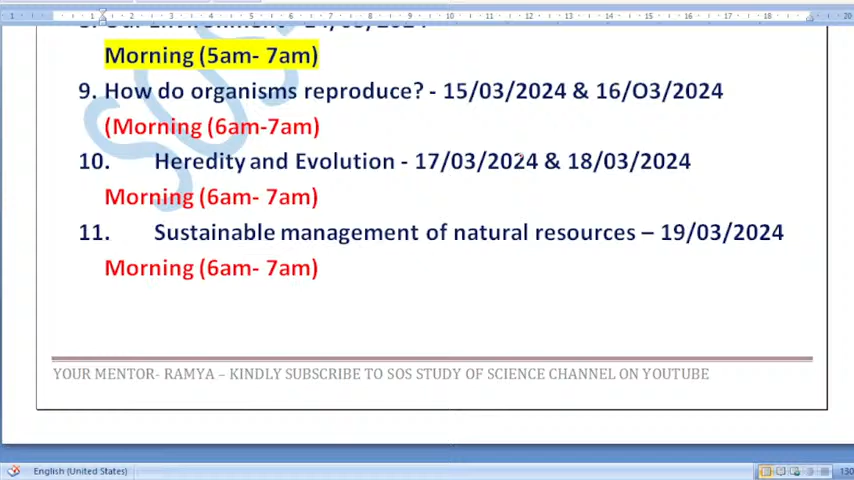 Morning (5am- 7am)
9. How do organisms reproduce? - 15/03/2024 & 16/O3/2024
(Morning (6am-7am)
10. Heredity and Evolution - 17/03/2024 & 18/03/2024
Morning (6am- 7am)
11. Sustainable management of natural resources – 19/03/2024
Morning (6am- 7am)
YOUR MENTOR- RAMYA – KINDLY SUBSCRIBE TO SOS STUDY OF SCIENCE CHANNEL ON YOUTUBE
English (United States)